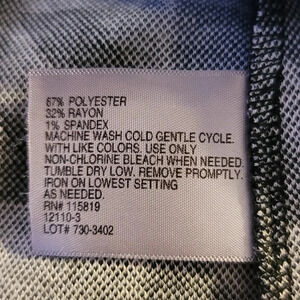 67% POLYESTER
32% RAYON
1% SPANDEX
MACHINE WASH COLD GENTLE CYCLE.
WITH LIKE COLORS. USE ONLY
NON-CHLORINE BLEACH WHEN NEEDED.
TUMBLE DRY LOW. REMOVE PROMPTLY.
IRON ON LOWEST SETTING
AS NEEDED.
RN# 115819
12110-3
LOT# 730-3402